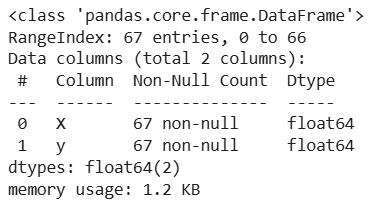 <class 'pandas.core.frame.DataFrame'>
RangeIndex: 67 entries, 0 to 66
Data columns (total 2 columns):
 #   Column  Non-Null Count  Dtype
---  ------  --------------  -----
 0   X       67 non-null     float64
 1   y       67 non-null     float64
dtypes: float64(2)
memory usage: 1.2 KB